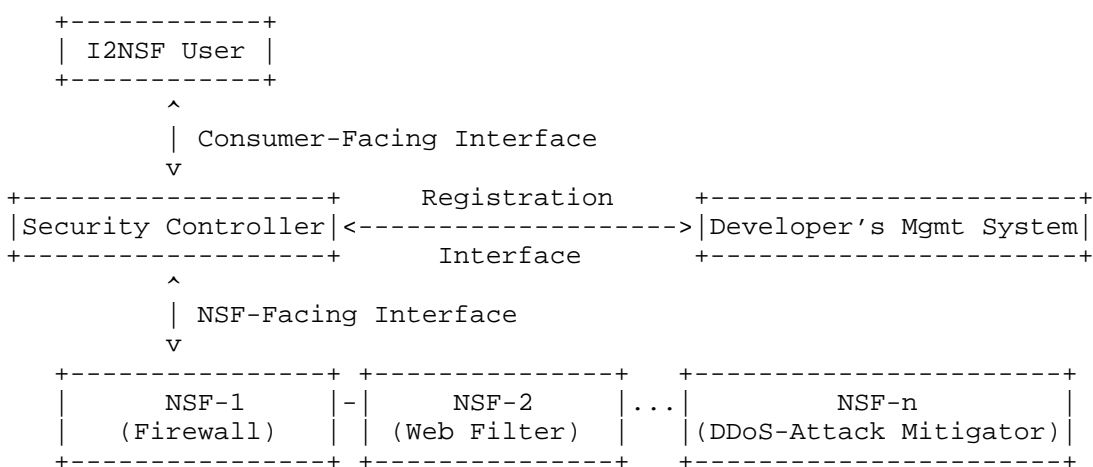 +------------+
| I2NSF User |
+------------+
^
| Consumer-Facing Interface
v
+-------------------+     Registration     +-----------------------+
|Security Controller|<-------------------->|Developer's Mgmt System|
+-------------------+      Interface       +-----------------------+
^
| NSF-Facing Interface
v
+----------------+ +---------------+   +-----------------------+
|      NSF-1     |-|     NSF-2     |...|         NSF-n         |
|   (Firewall)   | | (Web Filter)  |   |(DDoS-Attack Mitigator)|
+----------------+ +---------------+   +-----------------------+